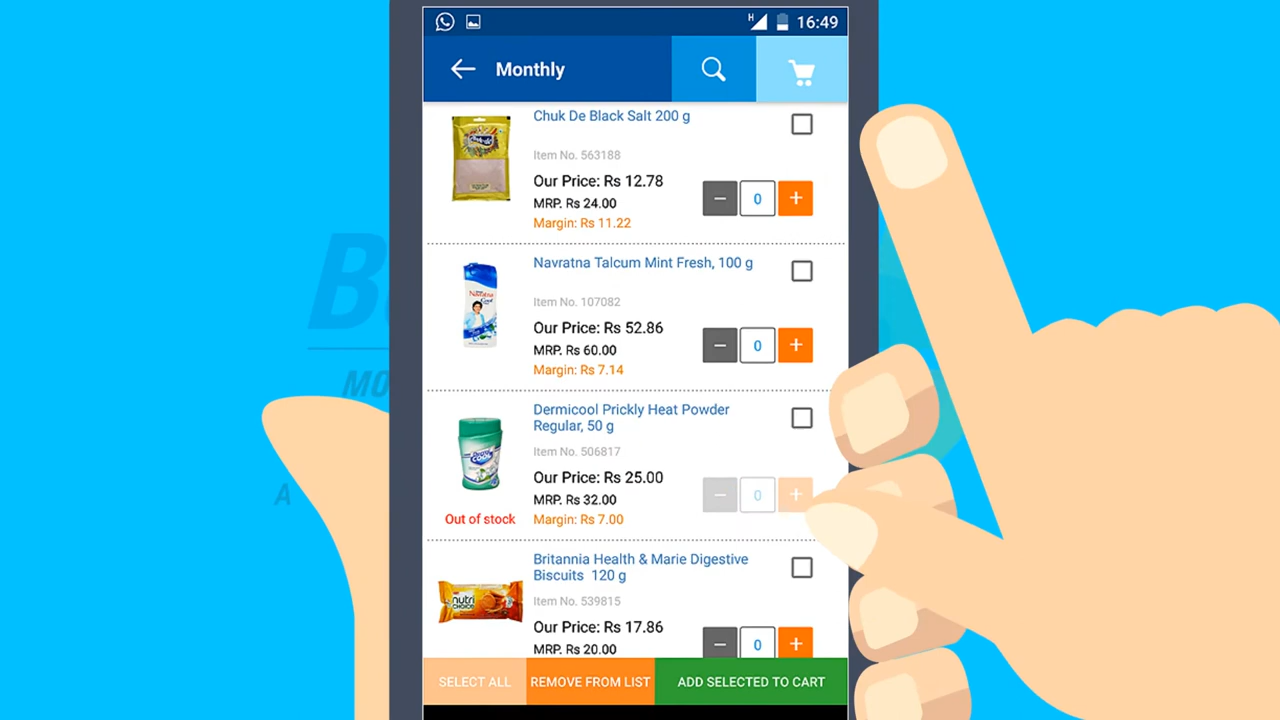 16:49
Monthly
Chuk De Black Salt 200 g
Item No. 563188
Our Price: Rs 12.78
MRP. Rs 24.00
Margin: Rs 11.22
0
Navratna Talcum Mint Fresh, 100 g
Item No. 107082
Our Price: Rs 52.86
MRP. Rs 60.00
Margin: Rs 7.14
0
Dermicool Prickly Heat Powder
Regular, 50 g
Item No. 506817
Our Price: Rs 25.00
MRP. Rs 32.00
Margin: Rs 7.00
0
Out of stock
Britannia Health & Marie Digestive
Biscuits 120 g
Item No. 539815
Our Price: Rs 17.86
MRP. Rs 20.00
0
nutri
CHOICE
SELECT ALL
REMOVE FROM LIST
ADD SELECTED TO CART
MO
A